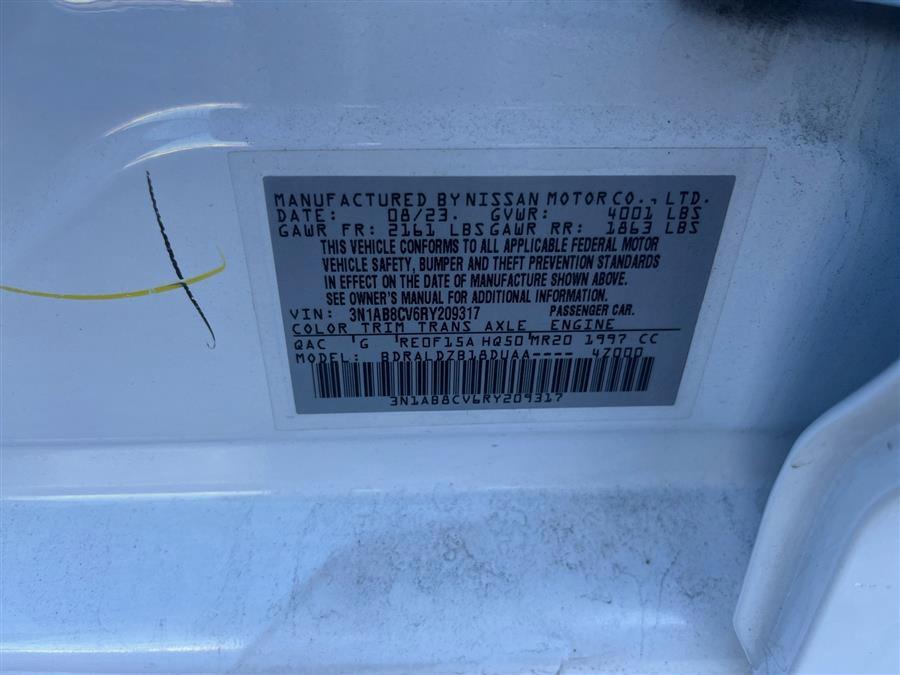 MANUFACTURED BY NISSAN MOTOR CO., LTD.
DATE: 08/23. GVWR: 4001 LBS
GAWR FR: 2161 LBS GAWR RR: 1863 LBS
THIS VEHICLE CONFORMS TO ALL APPLICABLE FEDERAL MOTOR
VEHICLE SAFETY, BUMPER AND THEFT PREVENTION STANDARDS
IN EFFECT ON THE DATE OF MANUFACTURE SHOWN ABOVE.
SEE OWNER'S MANUAL FOR ADDITIONAL INFORMATION.
VIN: 3N1AB8CV6RY209317 PASSENGER CAR.
COLOR TRIM TRANS AXLE ENGINE
QAC 'G 'RE0F15A HQ50 MR20 1997 CC
MODEL: BDRALDZB18DUAA---- 4Z000
3N1AB8CV6RY209317